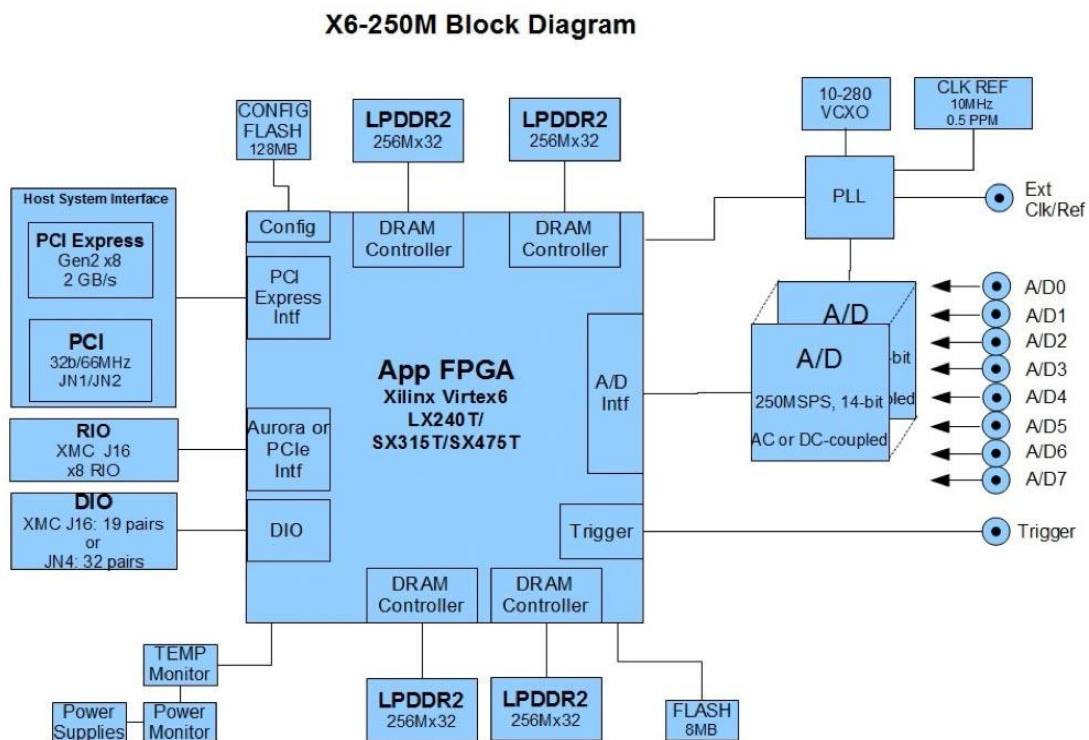 X6-250M Block Diagram
CONFIG
FLASH
128MB
LPDDR2
256Mx32
LPDDR2
256Mx32
10-280
VCXO
CLK REF
10MHz
0.5 PPM
Host System Interface
PCI Express
Gen2 x8
2 GB/s
PCI
32b/66MHz
JN1/JN2
RIO
XMC J16
x8 RIO
DIO
XMC J16: 19 pairs
or
JN4: 32 pairs
Config
DRAM
Controller
DRAM
Controller
PCI
Express
Intf
Aurora or
PCIe
Intf
DIO
App FPGA
Xilinx Virtex6
LX240T/
SX315T/SX475T
A/D
Intf
Trigger
DRAM
Controller
DRAM
Controller
PLL
Ext
Clk/Ref
A/D
-bit
pled
A/D
250MSPS, 14-bit
AC or DC-coupled
A/D0
A/D1
A/D2
A/D3
A/D4
A/D5
A/D6
A/D7
Trigger
TEMP
Monitor
Power
Supplies
Power
Monitor
LPDDR2
256Mx32
LPDDR2
256Mx32
FLASH
8MB